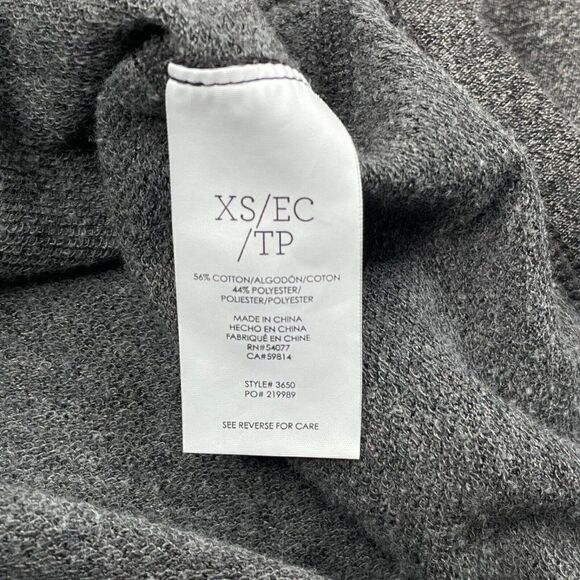 XS/EC
/TP
56% COTTON/ALGODÓN/COTON
44% POLYESTER/
POLIESTER/POLYESTER
MADE IN CHINA
HECHO EN CHINA
FABRIQUÉ EN CHINE
RN#54077
CA#59814
STYLE# 3650
PO# 219989
SEE REVERSE FOR CARE